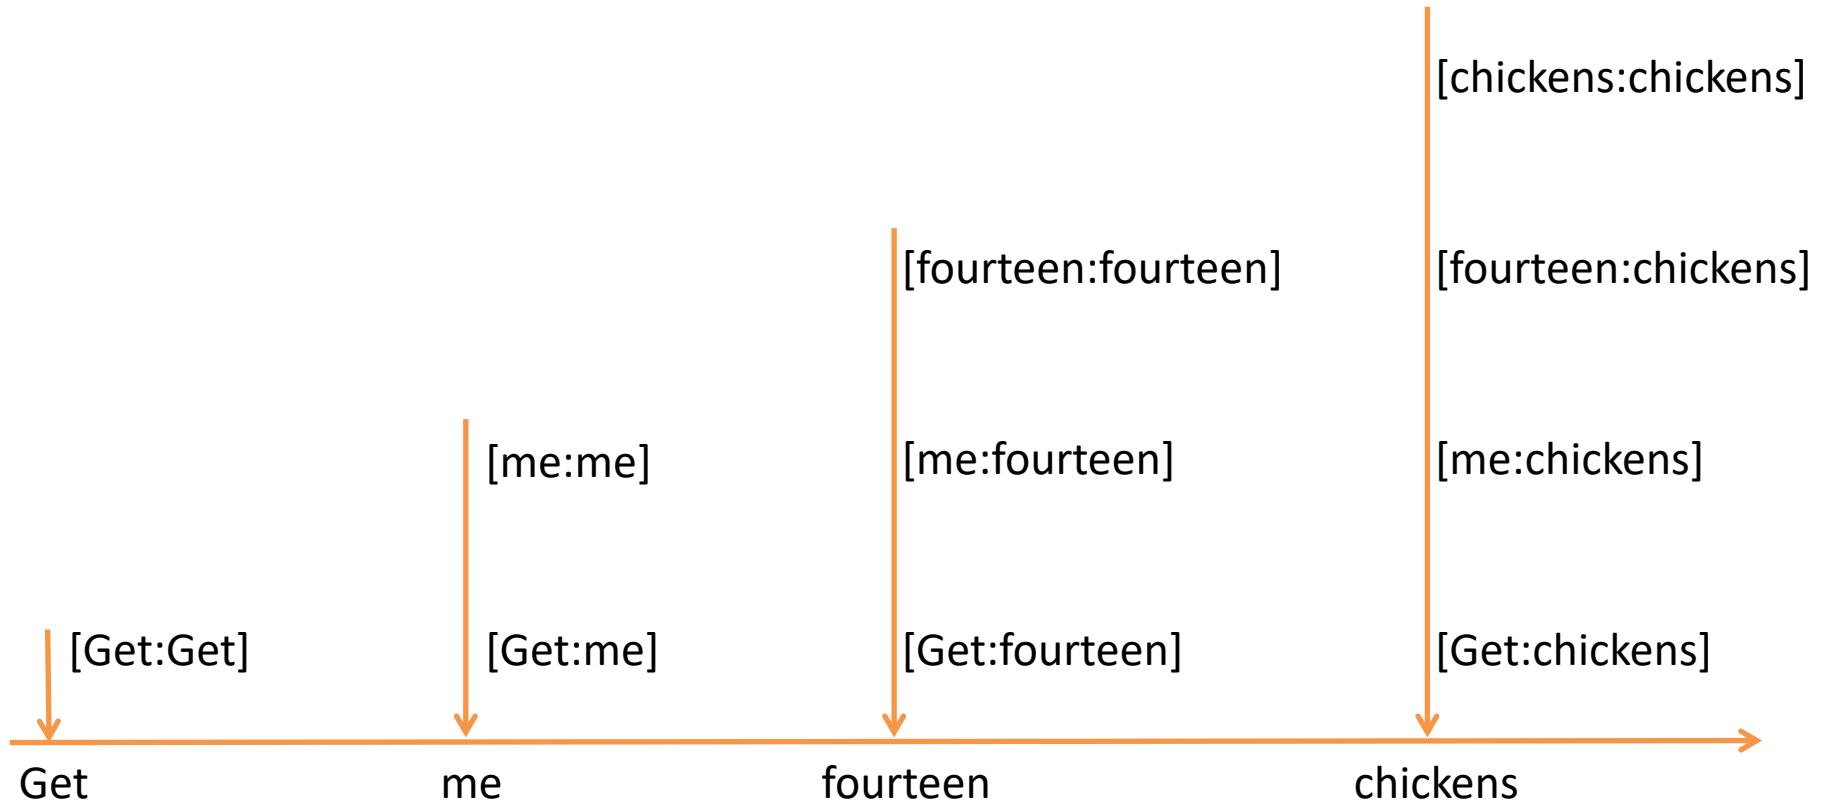 [chickens:chickens]
[fourteen:fourteen] [fourteen:chickens]
[me:me] [me:fourteen] [me:chickens]
[Get:Get] [Get:me] [Get:fourteen] [Get:chickens]
Get me fourteen chickens